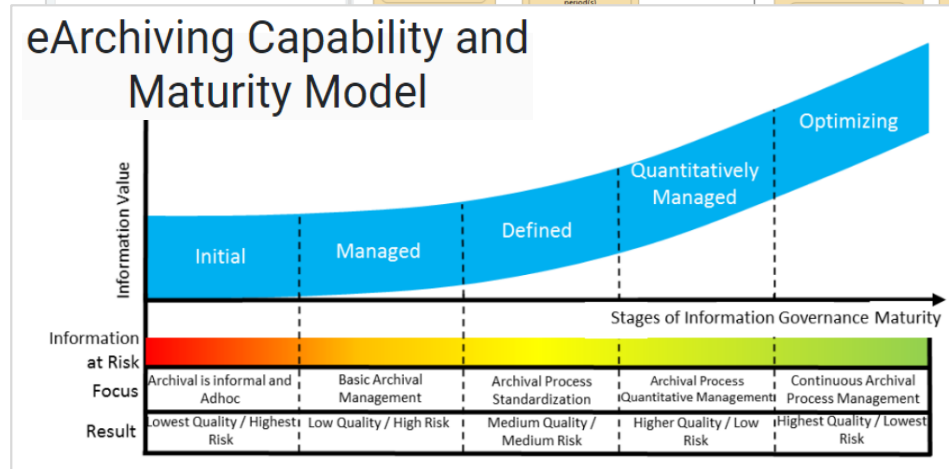 period(s)
eArchiving Capability and
Maturity Model
Information Value
Initial
Managed
Defined
Quantitatively
Managed
Optimizing
Stages of Information Governance Maturity
Information
at Risk
Focus
Archival is informal and
Adhoc
Basic Archival
Management
Archival Process
Standardization
Archival Process
Quantitative Management
Continuous Archival
Process Management
Result
Lowest Quality / Highest
Risk
Low Quality / High Risk
Medium Quality /
Medium Risk
Higher Quality / Low
Risk
Highest Quality / Lowest
Risk